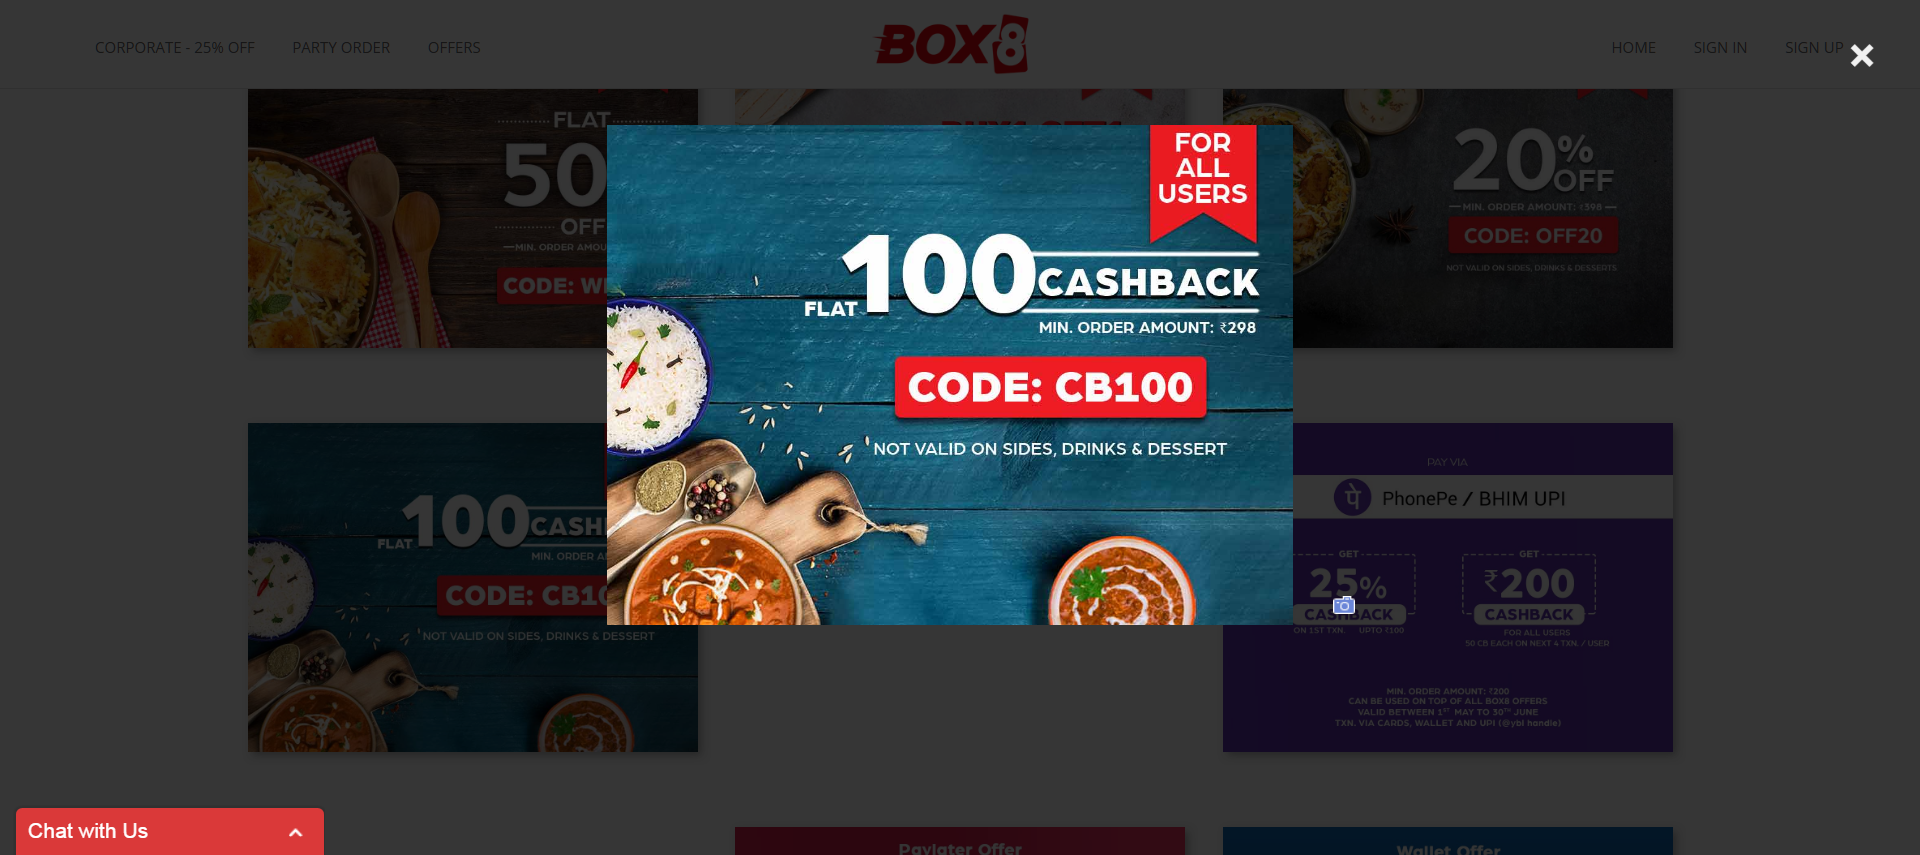 CORPORATE - 25% OFF
PARTY ORDER
OFFERS
BOX8
HOME
SIGN IN
SIGN UP
FLAT
50
OFF
MIN. ORDER
CODE:
20% OFF
MIN. ORDER AMOUNT: ₹398
CODE: OFF20
NOT VALID ON SIDES, DRINKS & DESSERTS
FOR
ALL
USERS
FLAT 100 CASHBACK
MIN. ORDER AMOUNT: ₹298
CODE: CB100
NOT VALID ON SIDES, DRINKS & DESSERT
FLAT 100
MIN. ORDER
CODE:
NOT VALID ON SIDES, DRINKS & DESSERT
PAY VIA
PhonePe / BHIM UPI
GET
25%
CASHBACK
ON 1ST TXN. UPTO ₹100
GET
₹200
CASHBACK
FOR ALL USERS
50 CB EACH ON NEXT 4 TXN. / USER
MIN. ORDER AMOUNT: ₹200
CAN BE USED ON TOP OF ALL BOX8 OFFERS
VALID BETWEEN 1ST MAY TO 30TH JUNE
TXN. VIA CARDS, WALLET AND UPI (@ybl handle)
Chat with Us
Paylater Offer
Wallet Offer